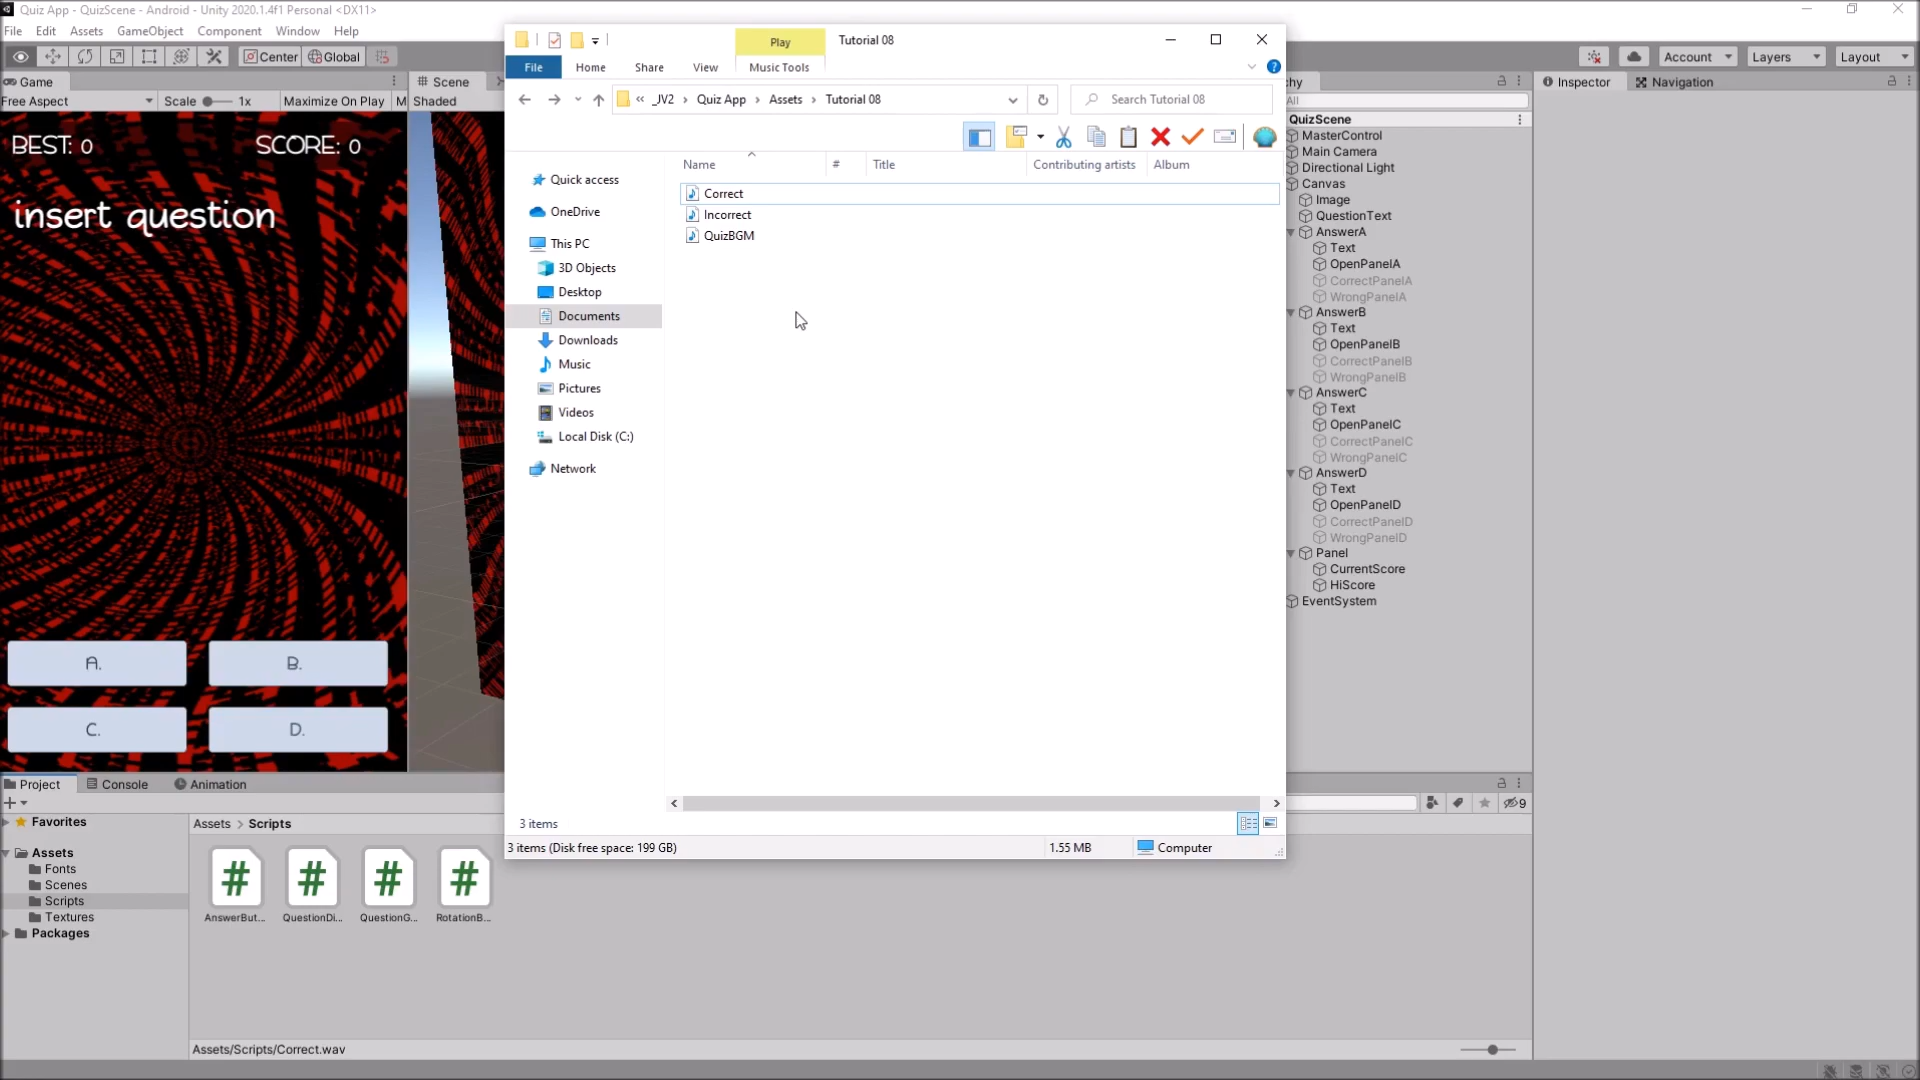 Quiz App - QuizScene - Android - Unity 2020.1.4f1 Personal <DX11>
File Edit Assets GameObject Component Window Help
Center Global
Account Layers Layout
Game
Free Aspect Scale 1x Maximize On Play M
BEST: 0 SCORE: 0
insert question
A. B.
C. D.
Scene
Shaded
Play Tutorial 08
File Home Share View Music Tools
« _JV2 › Quiz App › Assets › Tutorial 08
Search Tutorial 08
Name # Title Contributing artists Album
Correct
Incorrect
QuizBGM
Quick access
OneDrive
This PC
3D Objects
Desktop
Documents
Downloads
Music
Pictures
Videos
Local Disk (C:)
Network
3 items
3 items (Disk free space: 199 GB) 1.55 MB Computer
chy
All
QuizScene
MasterControl
Main Camera
Directional Light
Canvas
Image
QuestionText
AnswerA
Text
OpenPanelA
CorrectPanelA
WrongPanelA
AnswerB
Text
OpenPanelB
CorrectPanelB
WrongPanelB
AnswerC
Text
OpenPanelC
CorrectPanelC
WrongPanelC
AnswerD
Text
OpenPanelD
CorrectPanelD
WrongPanelD
Panel
CurrentScore
HiScore
EventSystem
Inspector Navigation
Project Console Animation
9
Favorites
Assets
Fonts
Scenes
Scripts
Textures
Packages
Assets > Scripts
AnswerBut... QuestionDi... QuestionG... RotationB...
Assets/Scripts/Correct.wav